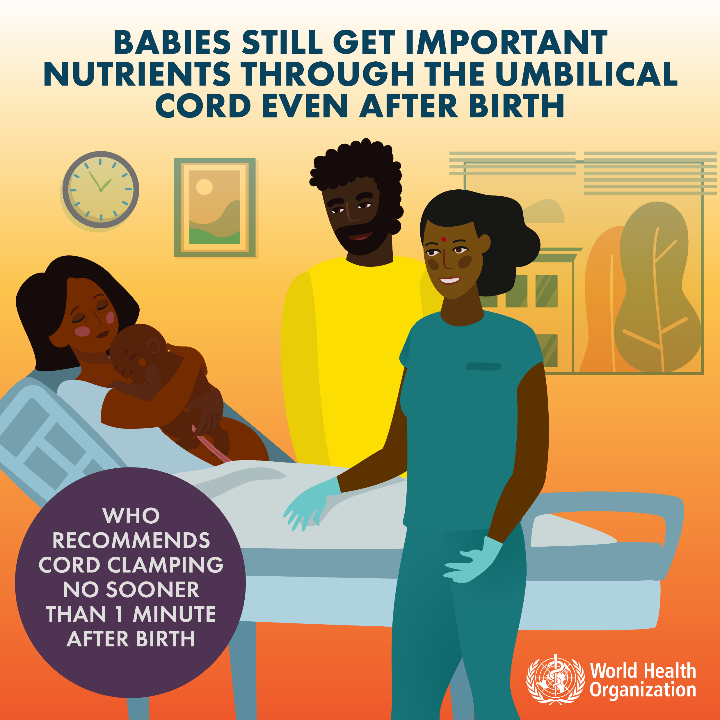 BABIES STILL GET IMPORTANT
NUTRIENTS THROUGH THE UMBILICAL
CORD EVEN AFTER BIRTH
WHO
RECOMMENDS
CORD CLAMPING
NO SOONER
THAN 1 MINUTE
AFTER BIRTH
World Health
Organization